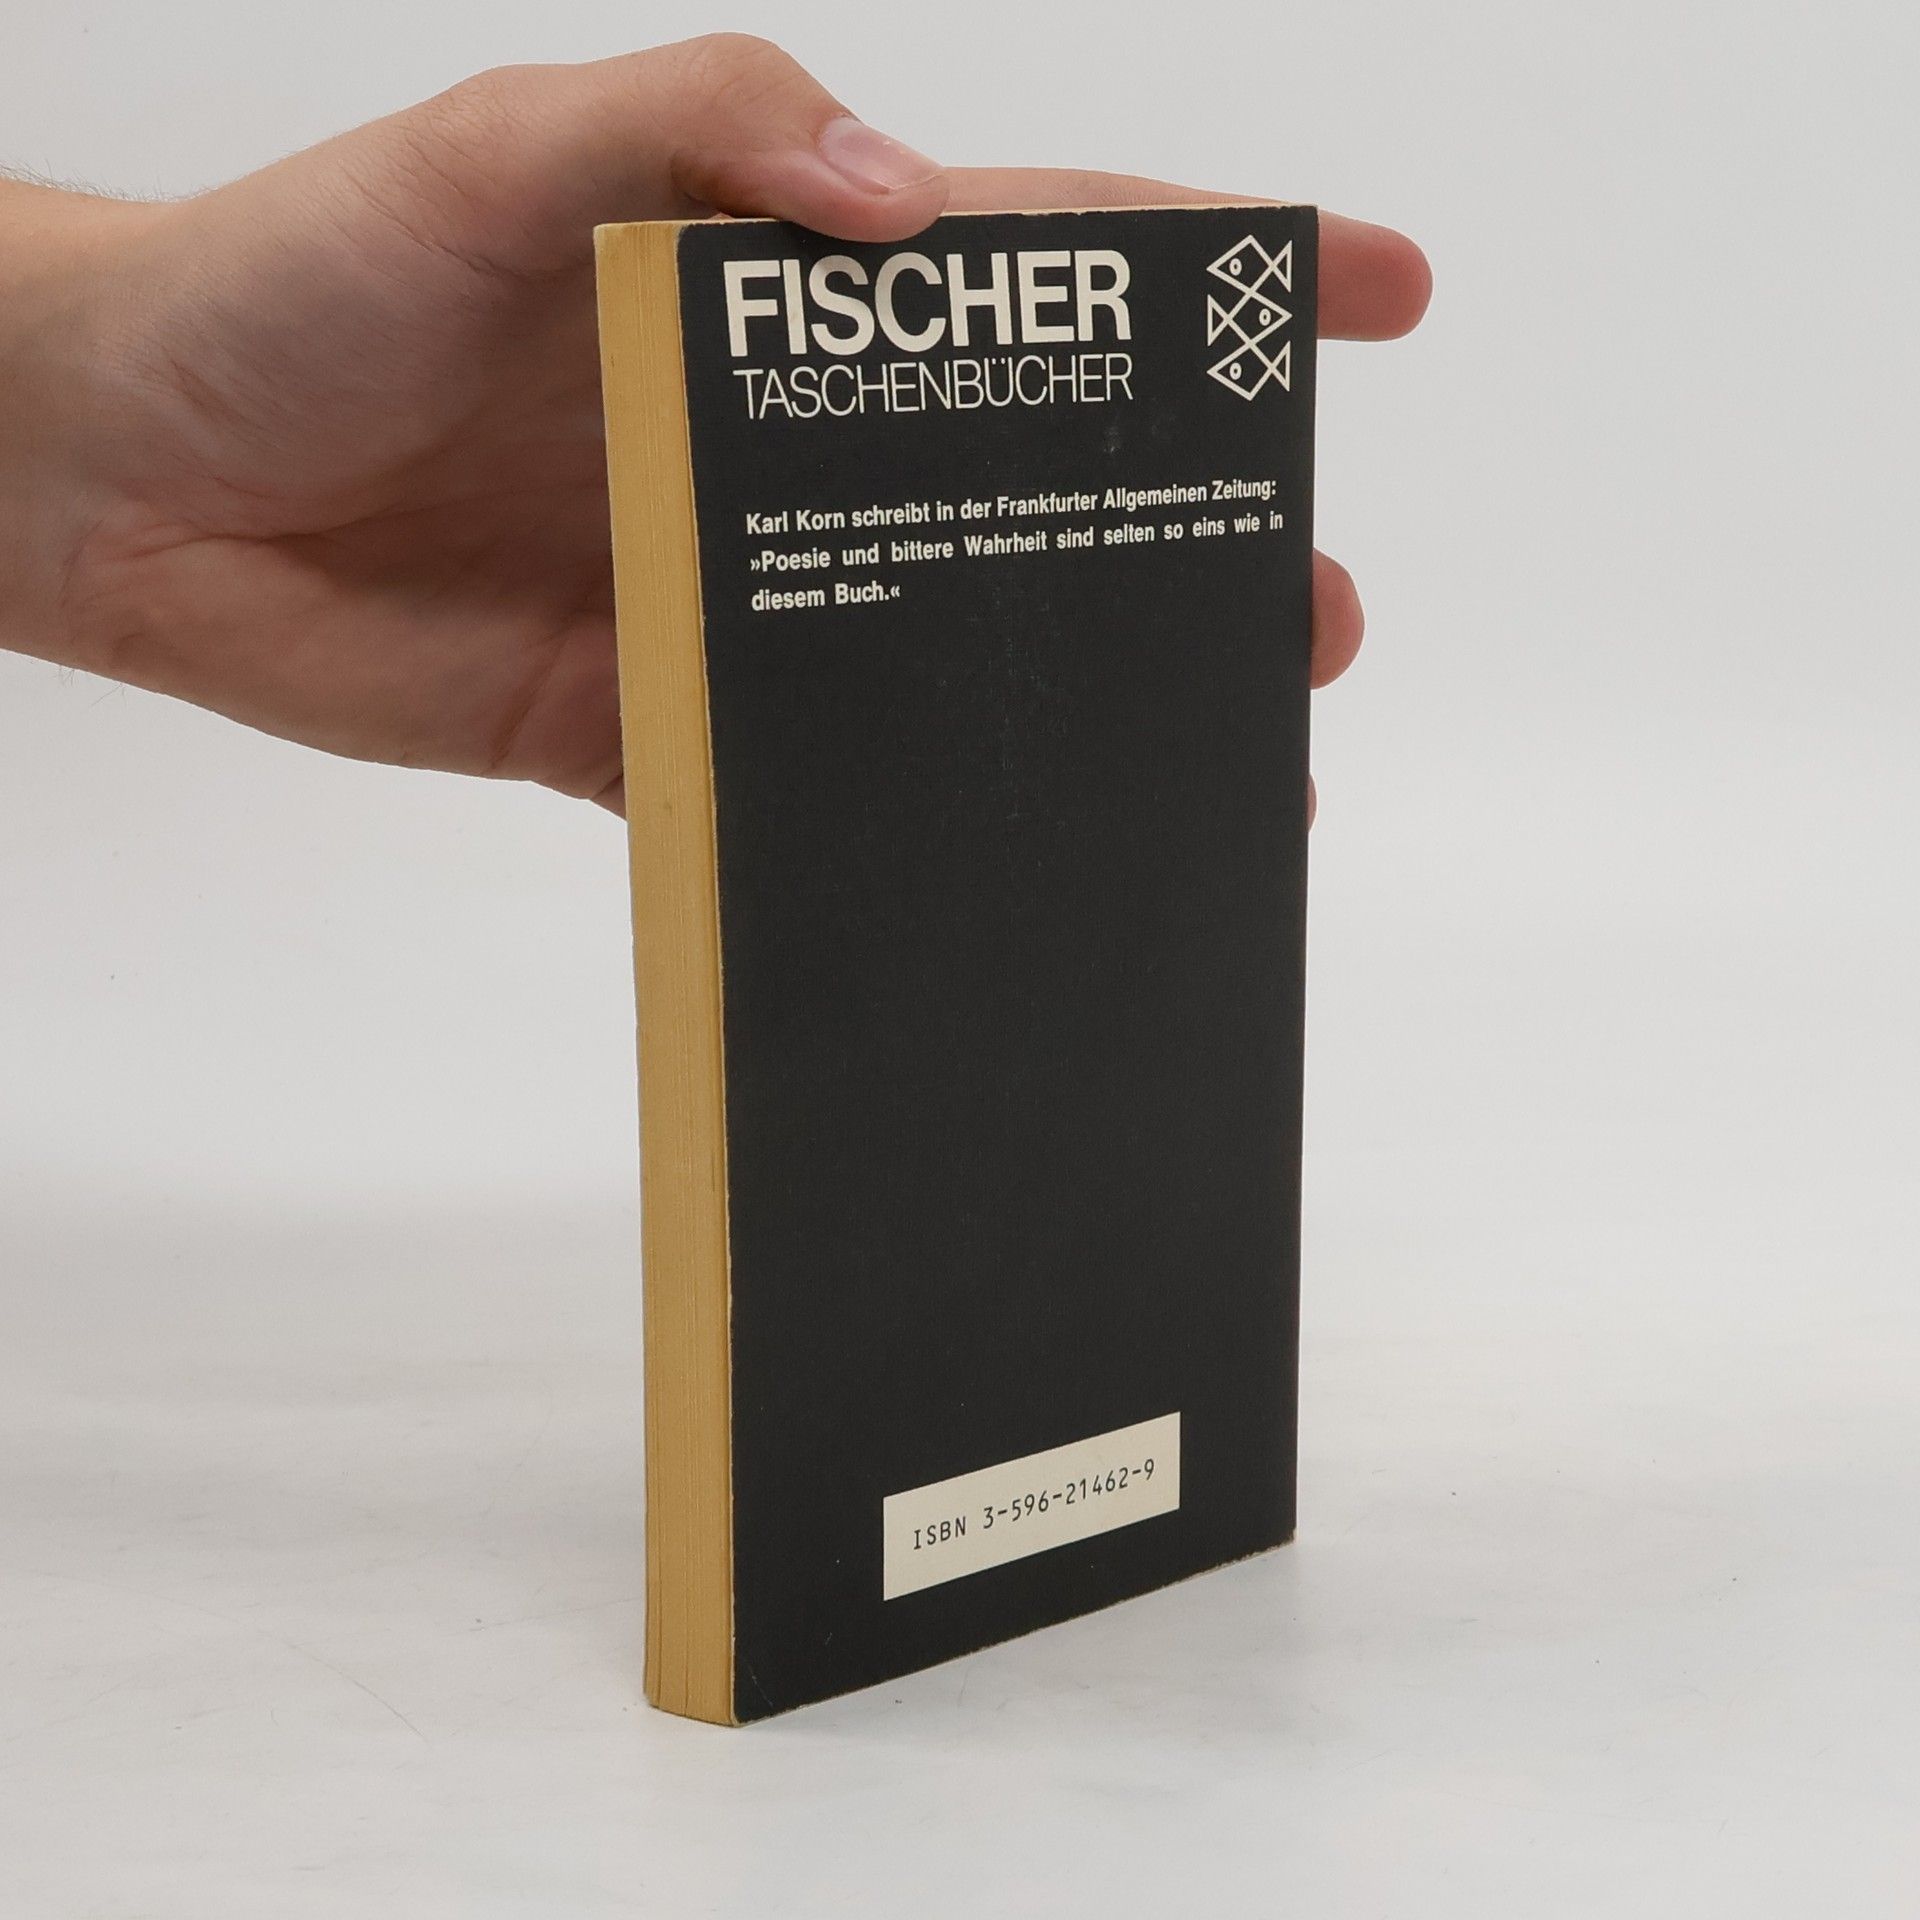 FISCHER
TASCHENBÜCHER
Karl Korn schreibt in der Frankfurter Allgemeinen Zeitung:
»Poesie und bittere Wahrheit sind selten so eins wie in
diesem Buch.«
ISBN 3-596-21462-9